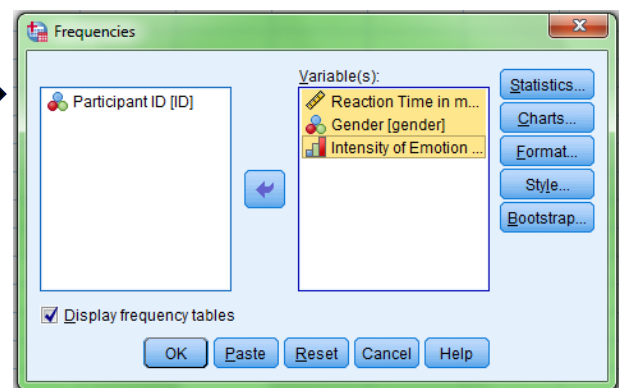 Frequencies
Participant ID [ID]
Variable(s):
Reaction Time in m...
Gender [gender]
Intensity of Emotion ...
Statistics...
Charts...
Format...
Style...
Bootstrap...
Display frequency tables
OK Paste Reset Cancel Help